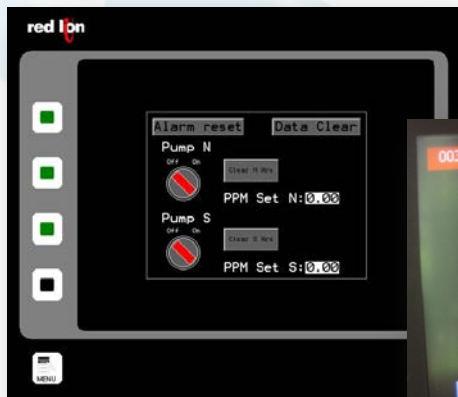 red lion
Alarm reset Data Clear
Pump N
Off On
Clear N Hrs
PPM Set N:0.00
Pump S
Off On
Clear S Hrs
PPM Set S:0.00
MENU